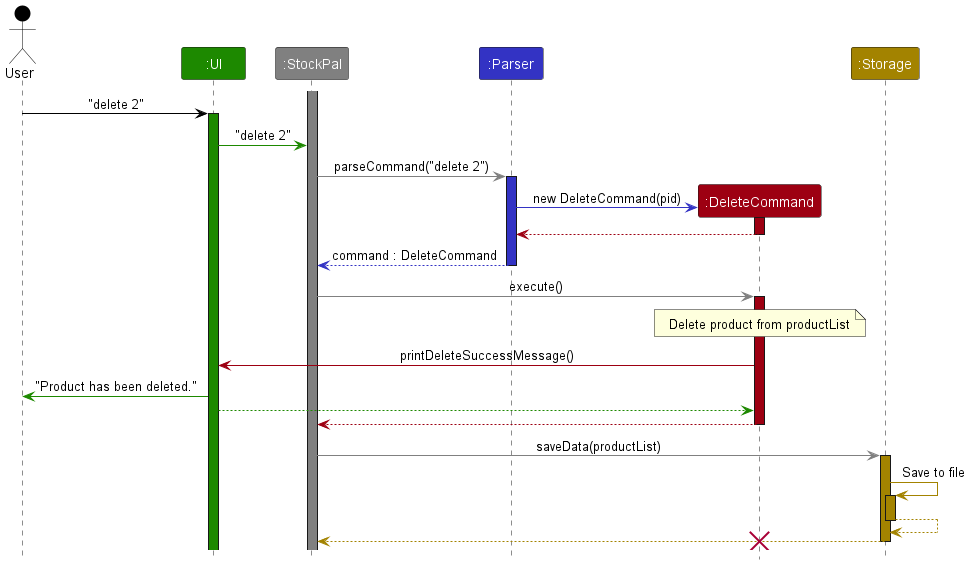 User
:UI
:StockPal
:Parser
:Storage
"delete 2"
"delete 2"
parseCommand("delete 2")
new DeleteCommand(pid)
:DeleteCommand
command : DeleteCommand
execute()
Delete product from productList
printDeleteSuccessMessage()
"Product has been deleted."
saveData(productList)
Save to file